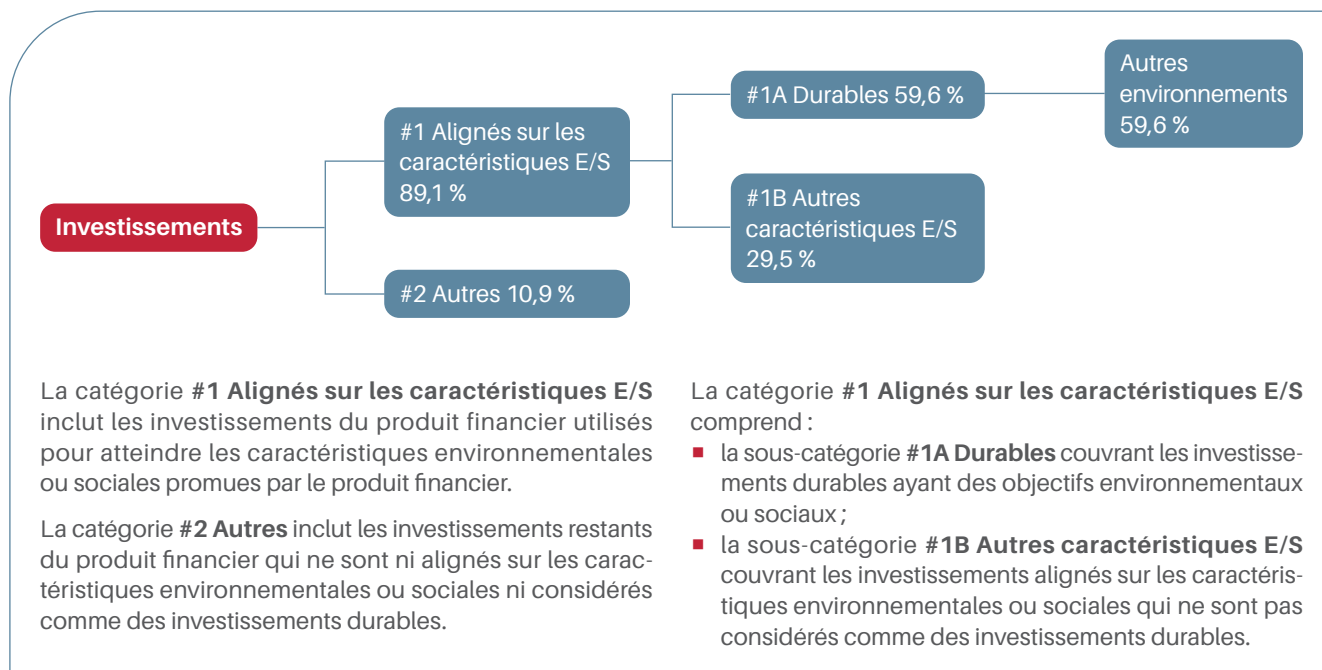 Investissements
#1 Alignés sur les
caractéristiques E/S
89,1 %
#2 Autres 10,9 %
#1A Durables 59,6 %
#1B Autres
caractéristiques E/S
29,5 %
Autres
environnements
59,6 %
La catégorie #1 Alignés sur les caractéristiques E/S
inclut les investissements du produit financier utilisés
pour atteindre les caractéristiques environnementales
ou sociales promues par le produit financier.
La catégorie #2 Autres inclut les investissements restants
du produit financier qui ne sont ni alignés sur les carac-
téristiques environnementales ou sociales ni considérés
comme des investissements durables.
La catégorie #1 Alignés sur les caractéristiques E/S
comprend :
▪ la sous-catégorie #1A Durables couvrant les investisse-
ments durables ayant des objectifs environnementaux
ou sociaux ;
▪ la sous-catégorie #1B Autres caractéristiques E/S
couvrant les investissements alignés sur les caractéris-
tiques environnementales ou sociales qui ne sont pas
considérés comme des investissements durables.